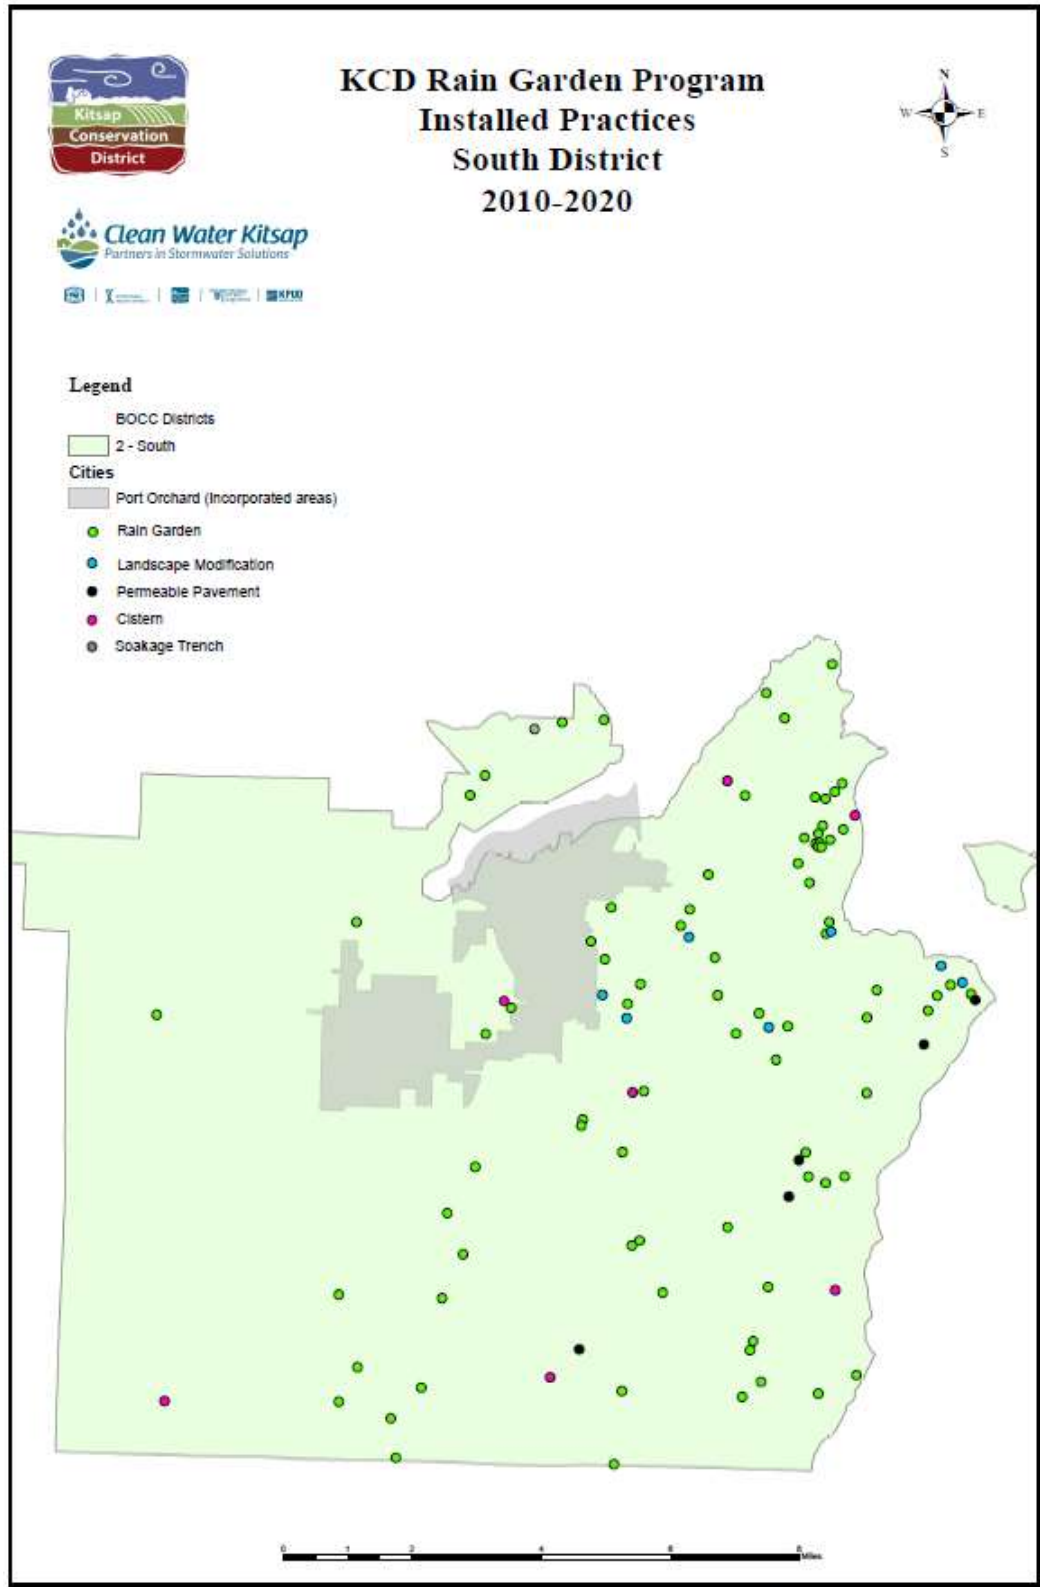 KCD Rain Garden Program
Installed Practices
South District
2010-2020
N
W E
S
Kitsap
Conservation
District
Clean Water Kitsap
Partners in Stormwater Solutions
KPUD
Legend
BOCC Districts
2 - South
Cities
Port Orchard (Incorporated areas)
Rain Garden
Landscape Modification
Permeable Pavement
Cistern
Soakage Trench
0 1 2 4 6 8
Miles